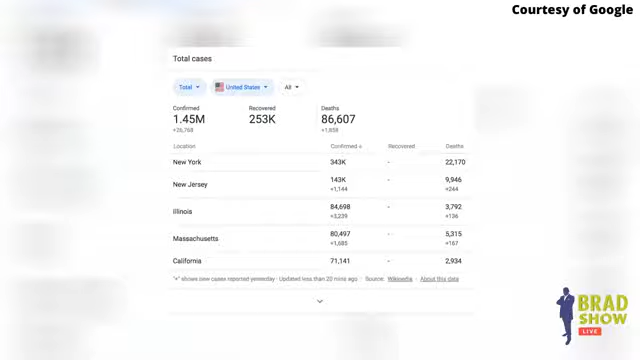 Courtesy of Google
Total cases
Total United States All
Confirmed Recovered Deaths
1.45M 253K 86,607
+26,768 +1,858
Location Confirmed Recovered Deaths
New York 343K - 22,170
New Jersey 143K - 9,946
+1,144 +244
Illinois 84,698 - 3,792
+3,239 +136
Massachusetts 80,497 - 5,315
+1,685 +167
California 71,141 - 2,934
"+" shows new cases reported yesterday · Updated less than 20 mins ago · Source: Wikipedia · About this data
BRAD
SHOW
LIVE